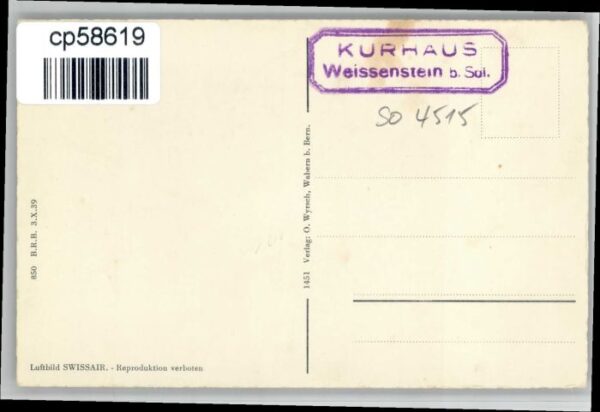 cp58619
KURHAUS
Weissenstein b. Sol.
SO 4515
850 B.R.B. 3.X.39
1451 Verlag: O. Wyrsch, Wabern b. Bern.
Luftbild SWISSAIR. - Reproduktion verboten